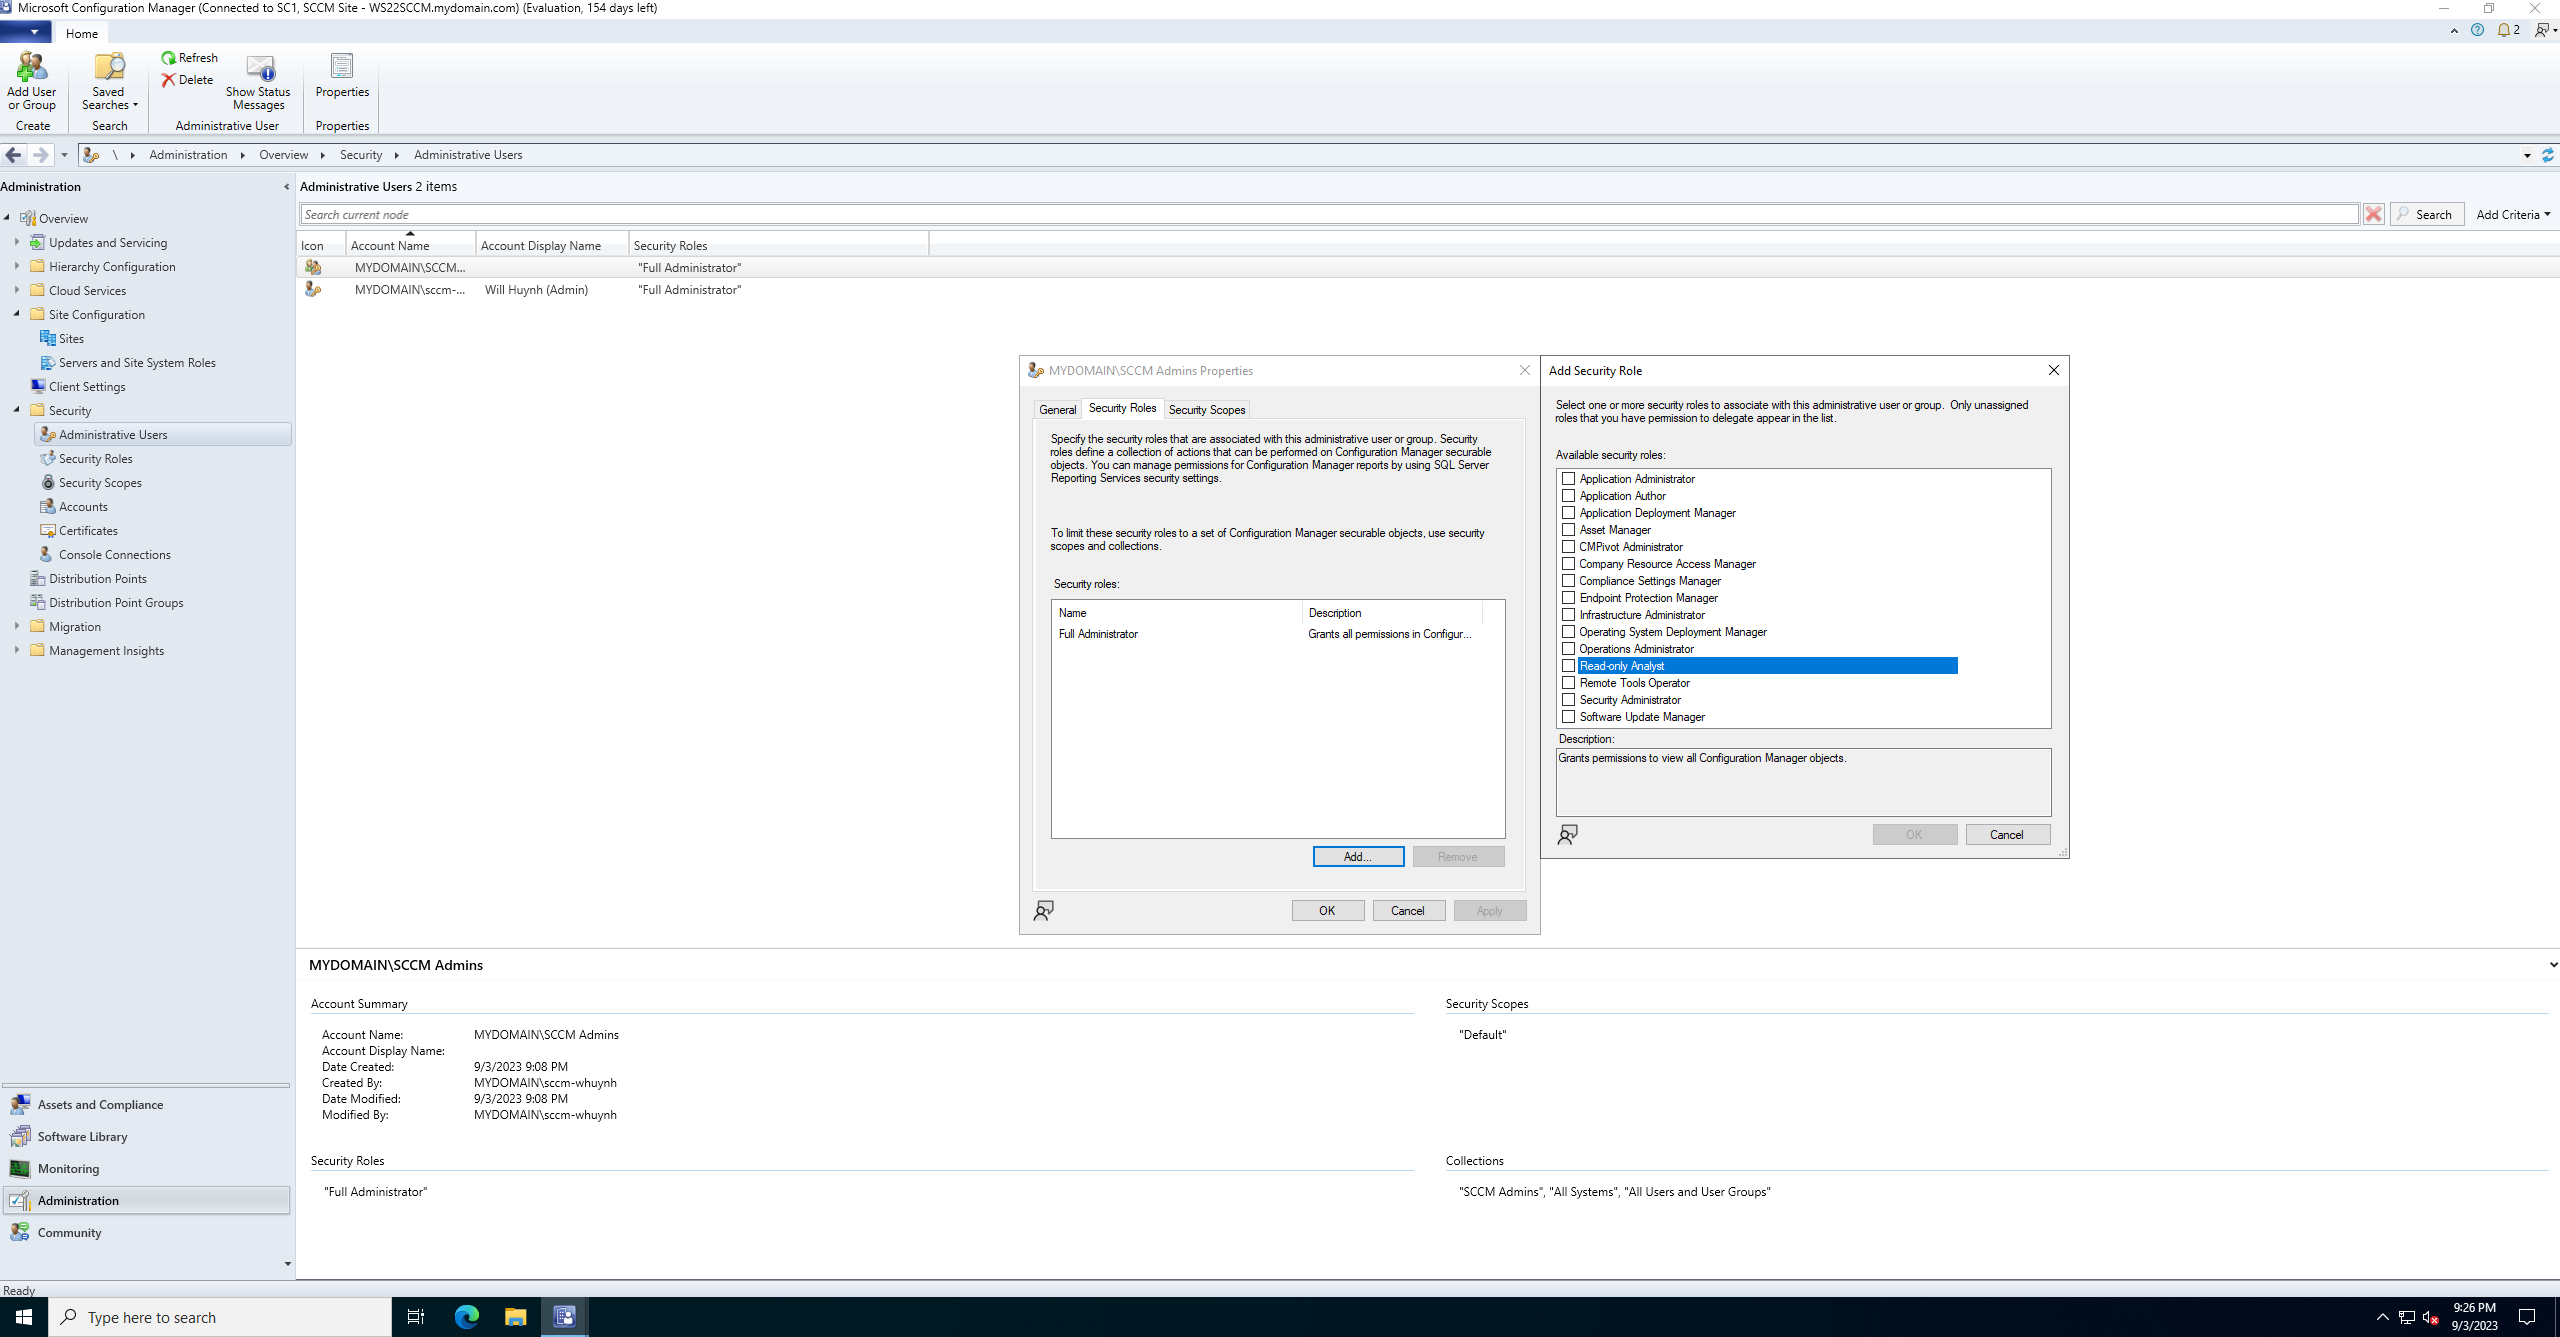 Microsoft Configuration Manager (Connected to SC1, SCCM Site - WS22SCCM.mydomain.com) (Evaluation, 154 days left)
Home
2
Add User
or Group
Saved
Searches
Refresh
Delete
Show Status
Messages
Properties
Create
Search
Administrative User
Properties
\ Administration Overview Security Administrative Users
Administration
Overview
Updates and Servicing
Hierarchy Configuration
Cloud Services
Site Configuration
Sites
Servers and Site System Roles
Client Settings
Security
Administrative Users
Security Roles
Security Scopes
Accounts
Certificates
Console Connections
Distribution Points
Distribution Point Groups
Migration
Management Insights
Assets and Compliance
Software Library
Monitoring
Administration
Community
Administrative Users 2 items
Search current node
Search
Add Criteria
Icon Account Name Account Display Name Security Roles
MYDOMAIN\SCCM... "Full Administrator"
MYDOMAIN\sccm-... Will Huynh (Admin) "Full Administrator"
MYDOMAIN\SCCM Admins Properties
General Security Roles Security Scopes
Specify the security roles that are associated with this administrative user or group. Security
roles define a collection of actions that can be performed on Configuration Manager securable
objects. You can manage permissions for Configuration Manager reports by using SQL Server
Reporting Services security settings.
To limit these security roles to a set of Configuration Manager securable objects, use security
scopes and collections.
Security roles:
Name Description
Full Administrator Grants all permissions in Configur...
Add... Remove
OK Cancel Apply
Add Security Role
Select one or more security roles to associate with this administrative user or group. Only unassigned
roles that you have permission to delegate appear in the list.
Available security roles:
Application Administrator
Application Author
Application Deployment Manager
Asset Manager
CMPivot Administrator
Company Resource Access Manager
Compliance Settings Manager
Endpoint Protection Manager
Infrastructure Administrator
Operating System Deployment Manager
Operations Administrator
Read-only Analyst
Remote Tools Operator
Security Administrator
Software Update Manager
Description:
Grants permissions to view all Configuration Manager objects.
OK Cancel
MYDOMAIN\SCCM Admins
Account Summary
Account Name: MYDOMAIN\SCCM Admins
Account Display Name:
Date Created: 9/3/2023 9:08 PM
Created By: MYDOMAIN\sccm-whuynh
Date Modified: 9/3/2023 9:08 PM
Modified By: MYDOMAIN\sccm-whuynh
Security Scopes
"Default"
Security Roles
"Full Administrator"
Collections
"SCCM Admins", "All Systems", "All Users and User Groups"
Ready
Type here to search
9:26 PM
9/3/2023